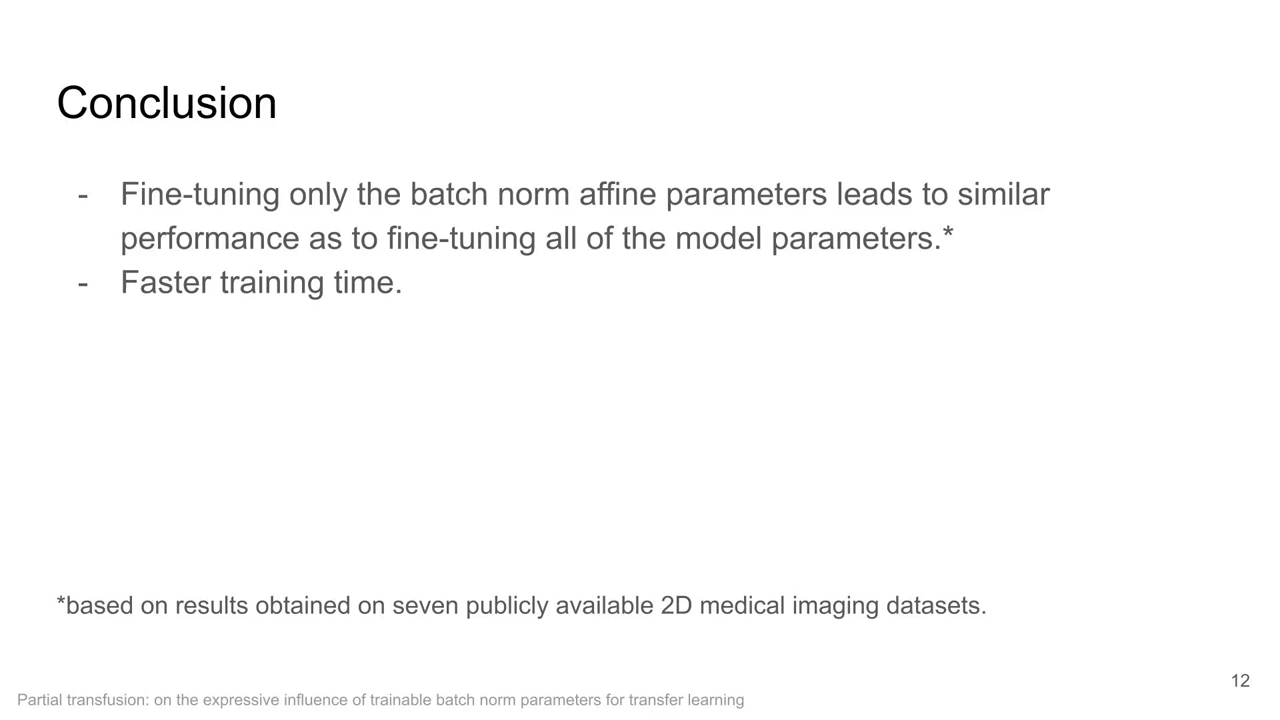 Conclusion
- Fine-tuning only the batch norm affine parameters leads to similar
performance as to fine-tuning all of the model parameters.*
- Faster training time.
*based on results obtained on seven publicly available 2D medical imaging datasets.
12
Partial transfusion: on the expressive influence of trainable batch norm parameters for transfer learning